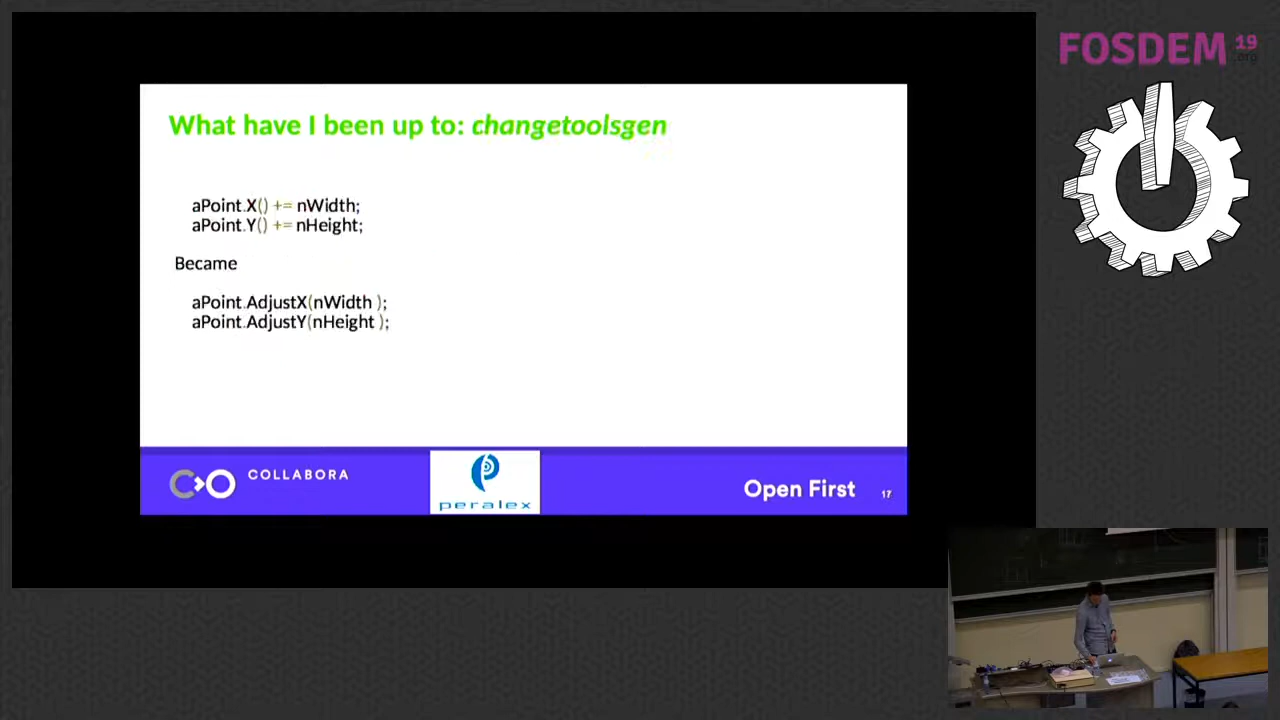 FOSDEM 19
.org
What have I been up to: changetoolsgen
aPoint.X() += nWidth;
aPoint.Y() += nHeight;
Became
aPoint.AdjustX(nWidth );
aPoint.AdjustY(nHeight );
COLLABORA
peralex
Open First
17